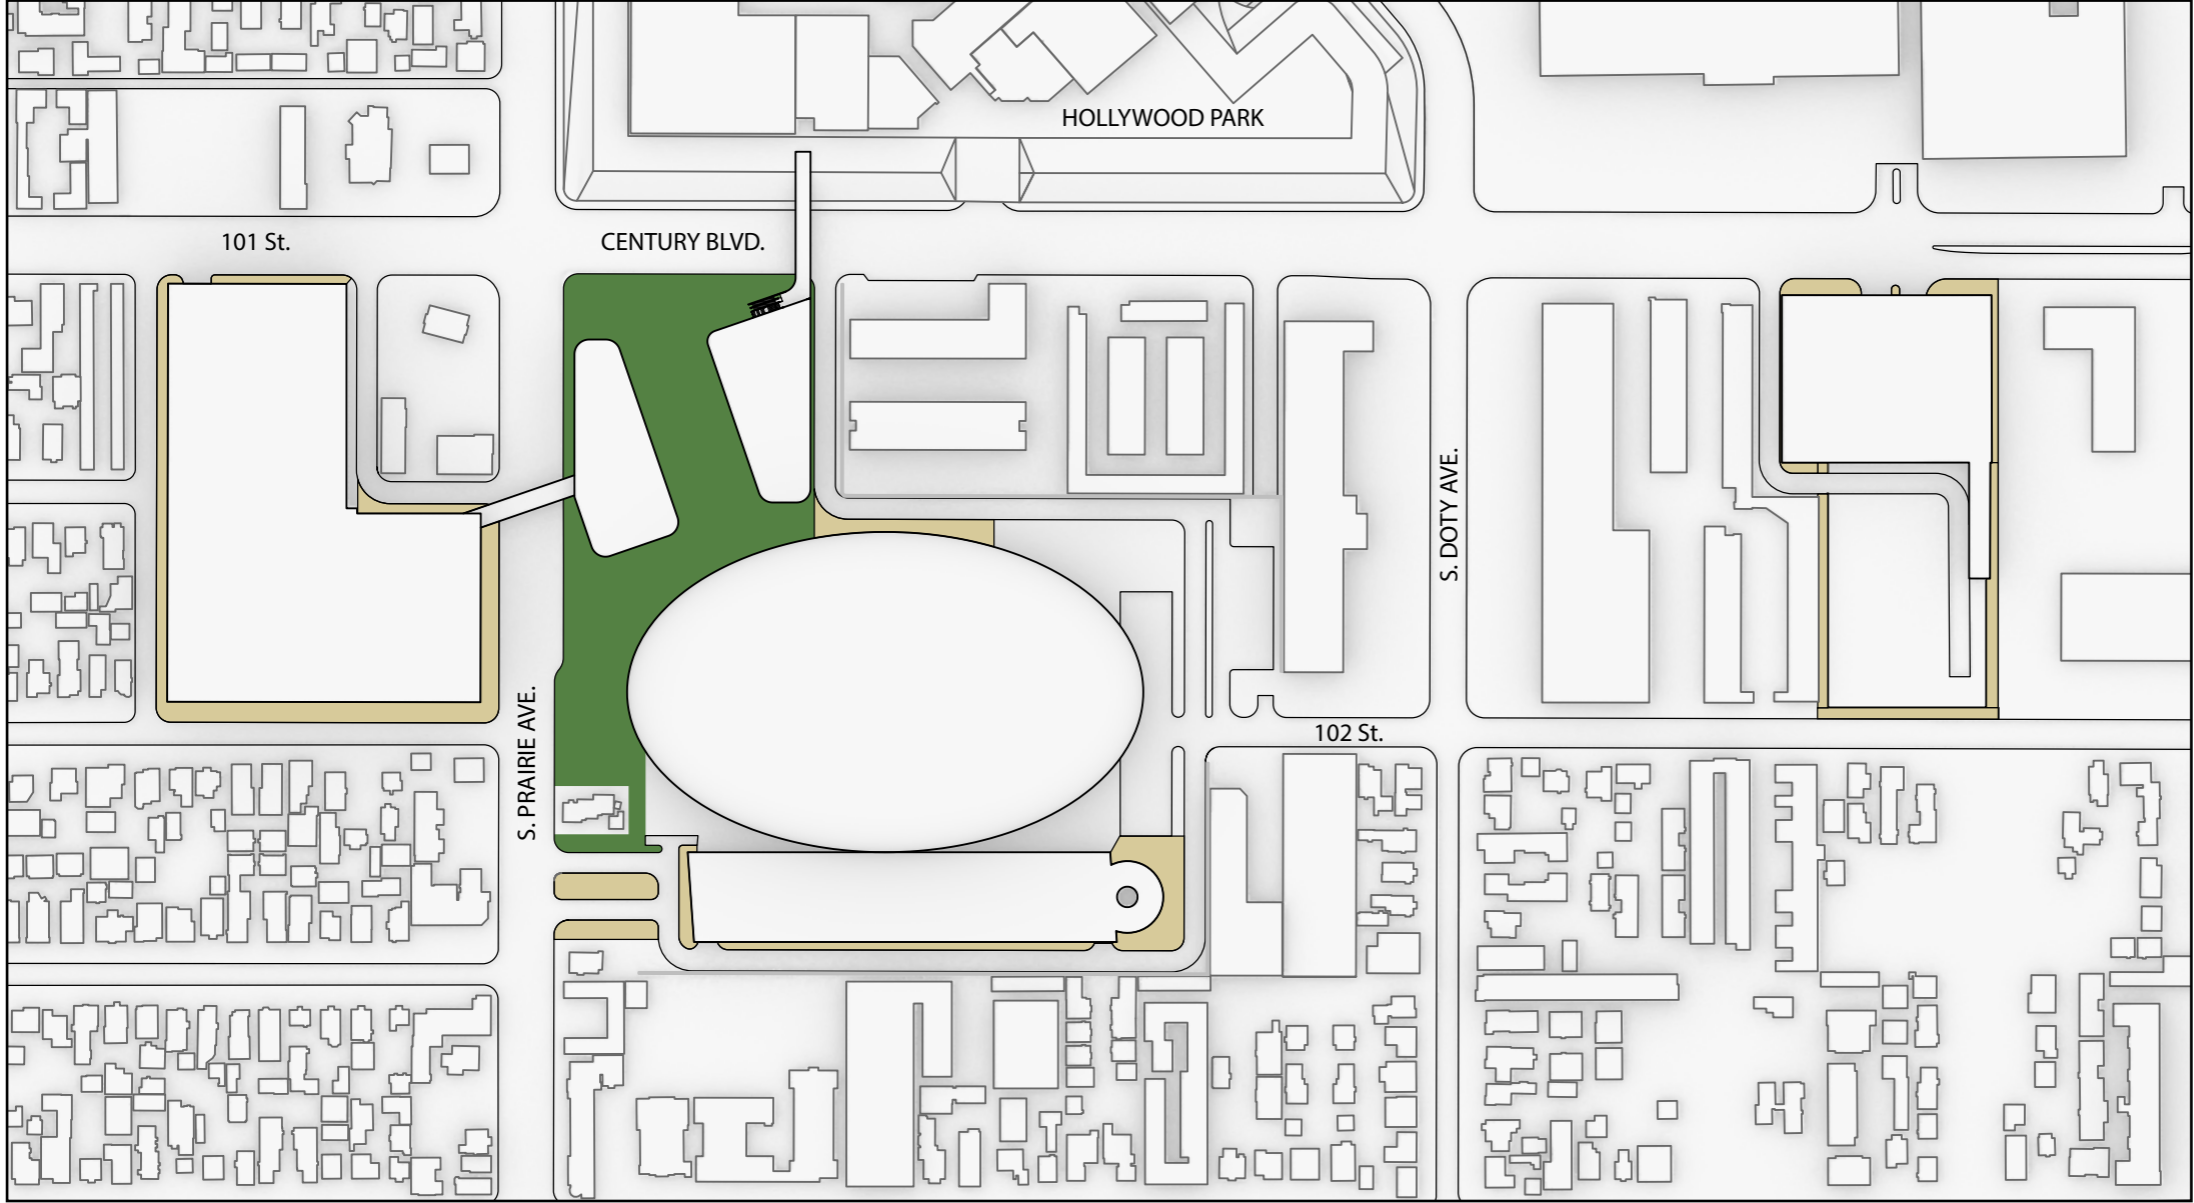 HOLLYWOOD PARK
101 St.
CENTURY BLVD.
S. DOTY AVE.
S. PRAIRIE AVE.
102 St.